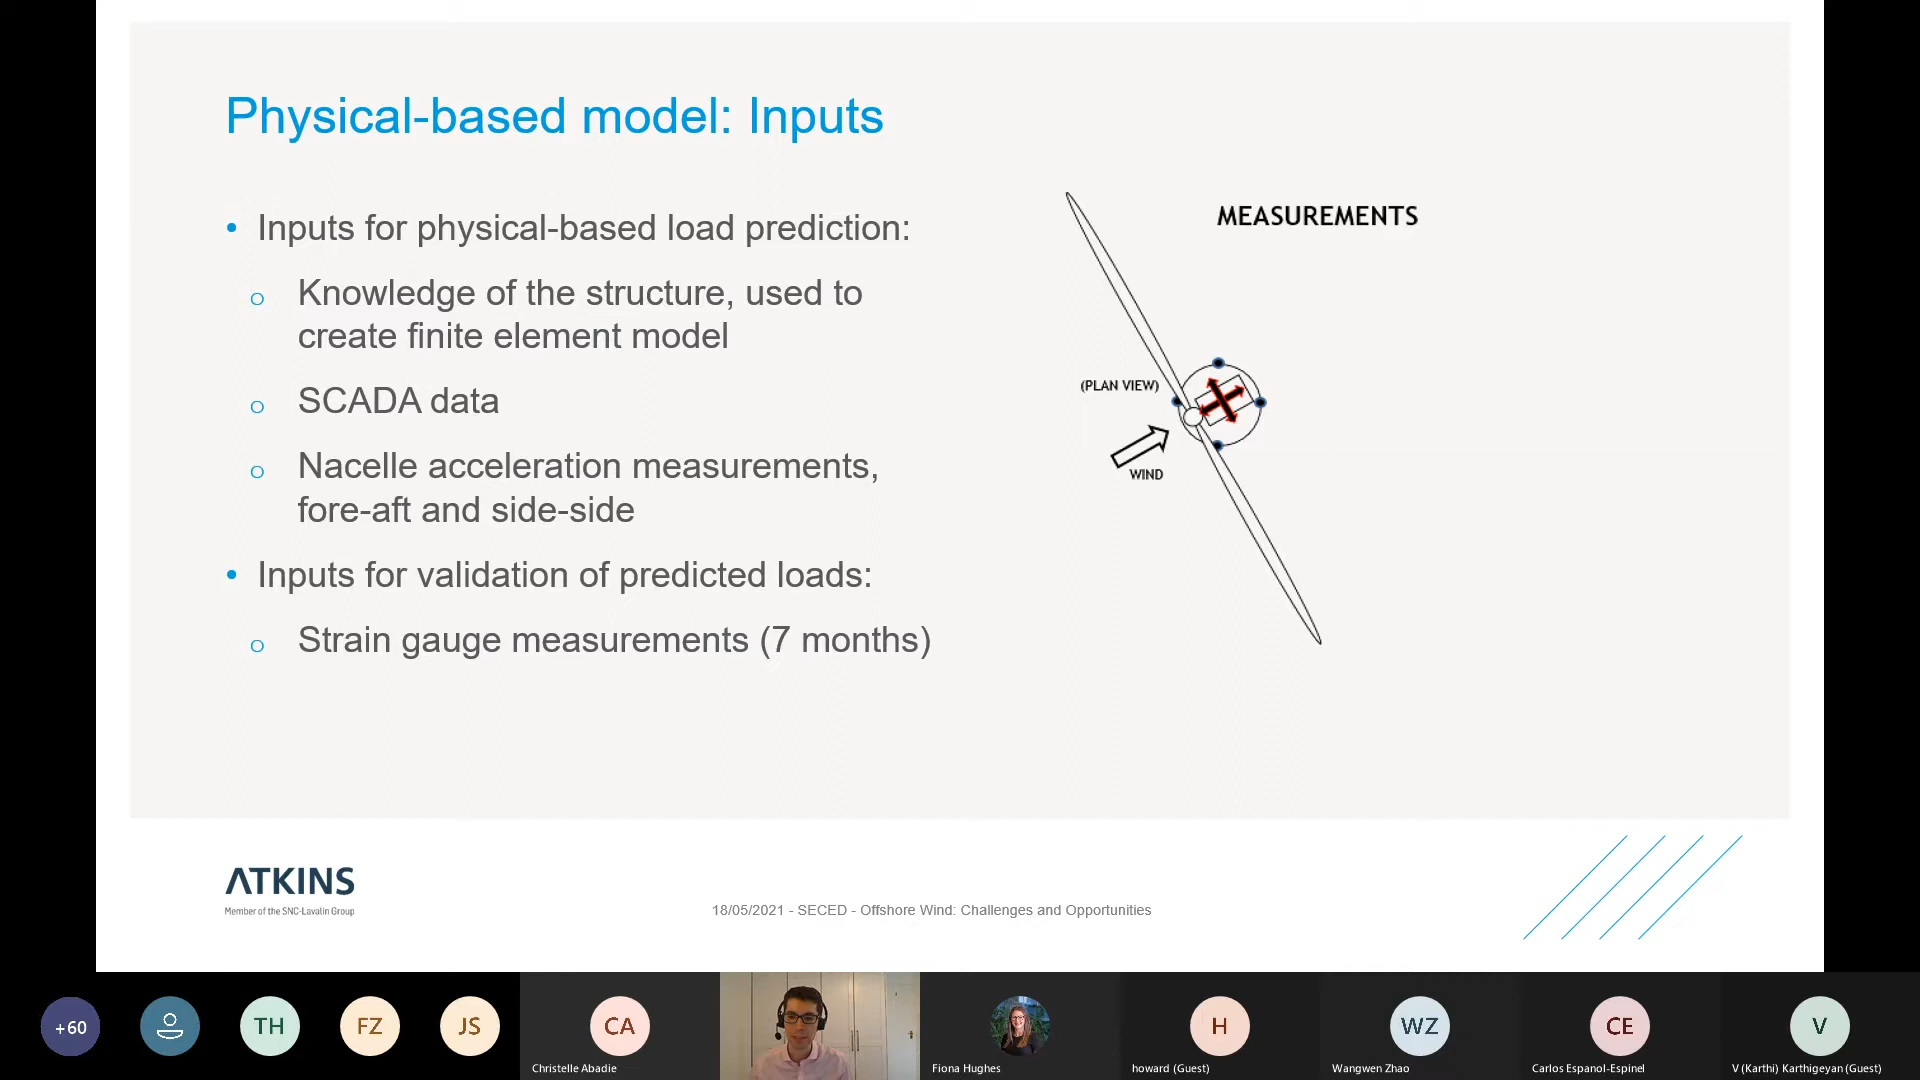 Physical-based model: Inputs
• Inputs for physical-based load prediction:
o Knowledge of the structure, used to
create finite element model
o SCADA data
o Nacelle acceleration measurements,
fore-aft and side-side
• Inputs for validation of predicted loads:
o Strain gauge measurements (7 months)
MEASUREMENTS
(PLAN VIEW)
WIND
ATKINS
Member of the SNC-Lavalin Group
18/05/2021 - SECED - Offshore Wind: Challenges and Opportunities
+60
TH
FZ
JS
CA
H
WZ
CE
V
Christelle Abadie
Fiona Hughes
howard (Guest)
Wangwen Zhao
Carlos Espanol-Espinel
V (Karthi) Karthigeyan (Guest)